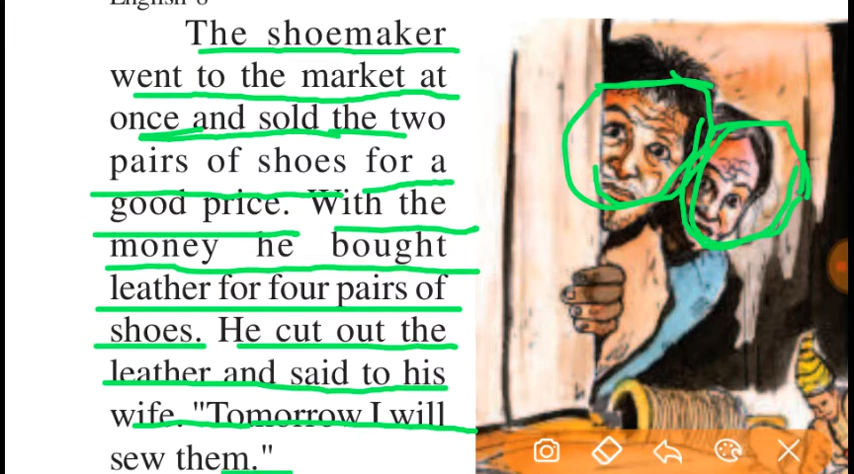 English-8
The shoemaker
went to the market at
once and sold the two
pairs of shoes for a
good price. With the
money he bought
leather for four pairs of
shoes. He cut out the
leather and said to his
wife. "Tomorrow I will
sew them."